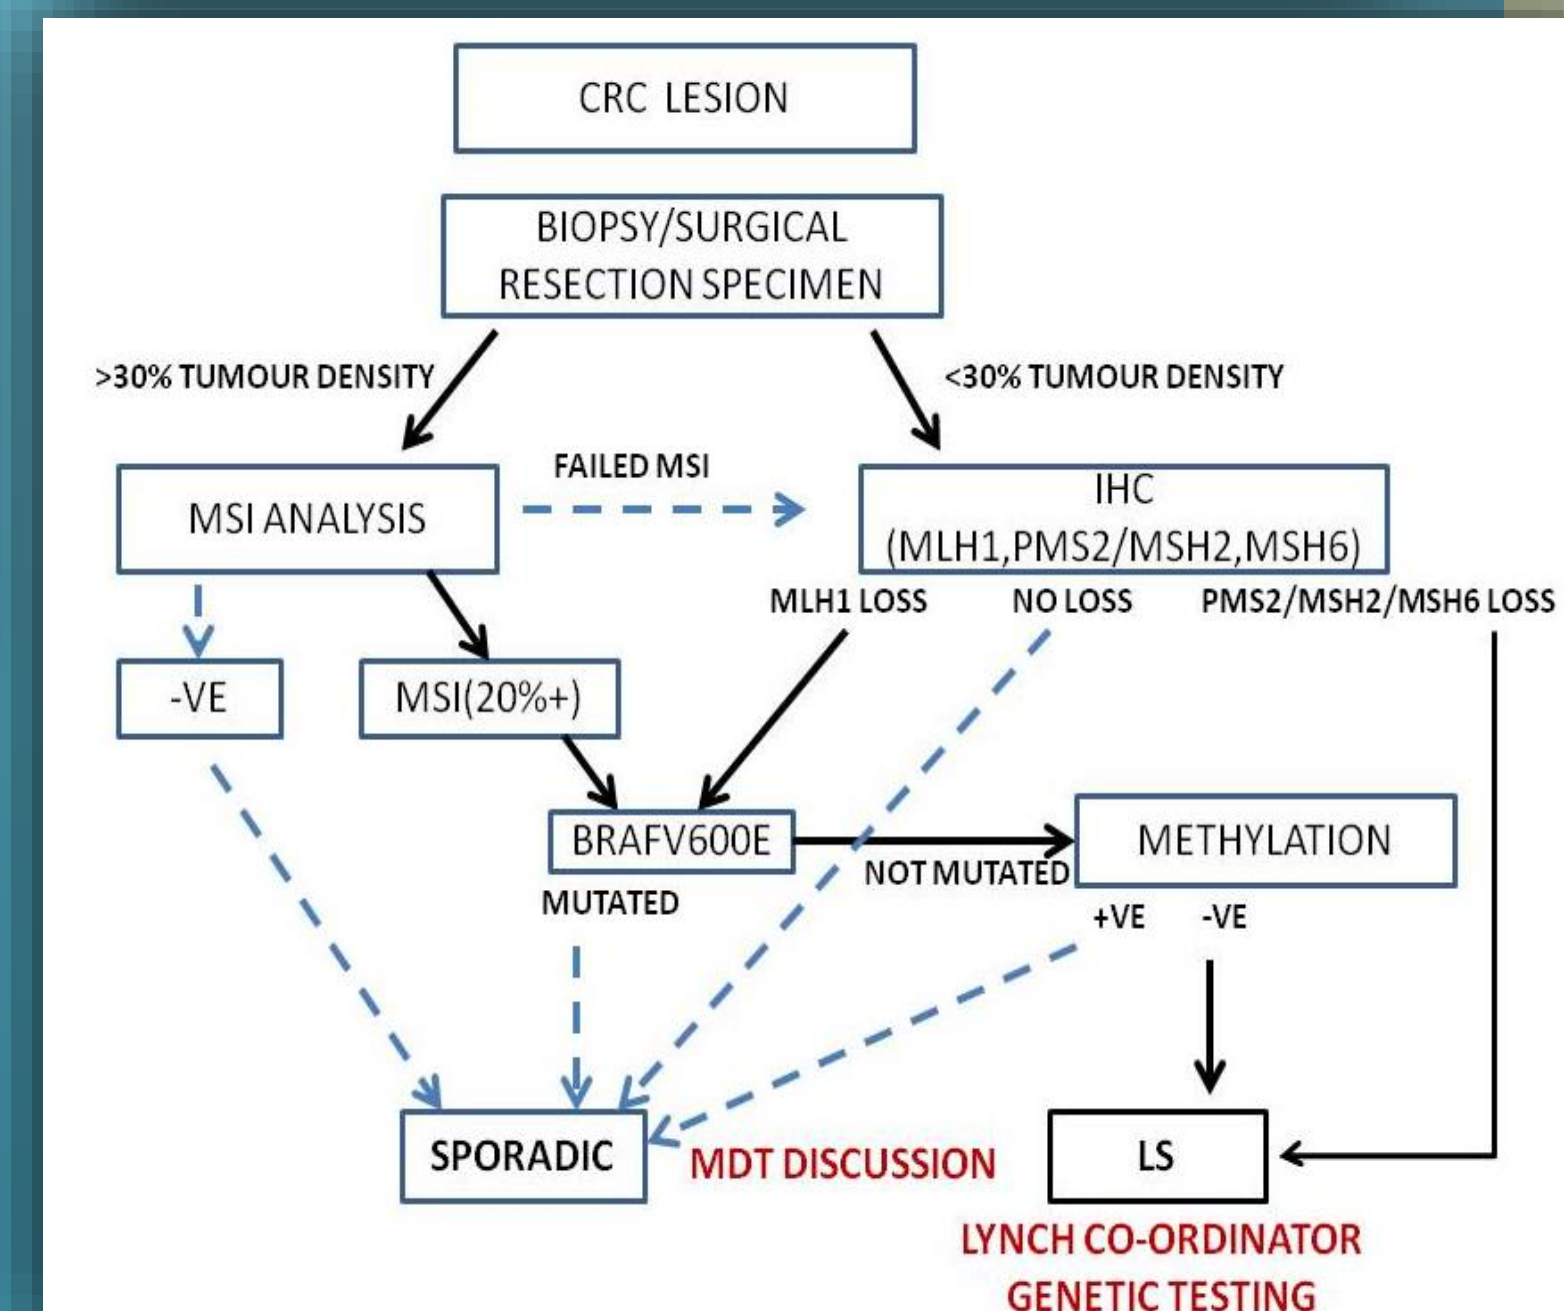 CRC LESION
BIOPSY/SURGICAL
RESECTION SPECIMEN
>30% TUMOUR DENSITY
<30% TUMOUR DENSITY
FAILED MSI
MSI ANALYSIS
IHC
(MLH1,PMS2/MSH2,MSH6)
MLH1 LOSS
NO LOSS
PMS2/MSH2/MSH6 LOSS
-VE
MSI(20%+)
BRAFV600E
METHYLATION
NOT MUTATED
MUTATED
+VE
-VE
SPORADIC
MDT DISCUSSION
LS
LYNCH CO-ORDINATOR
GENETIC TESTING